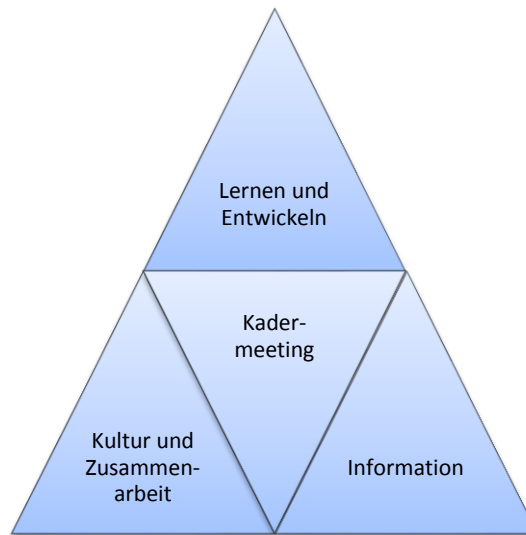 Lernen und
Entwickeln
Kader-
meeting
Kultur und
Zusammen-
arbeit
Information